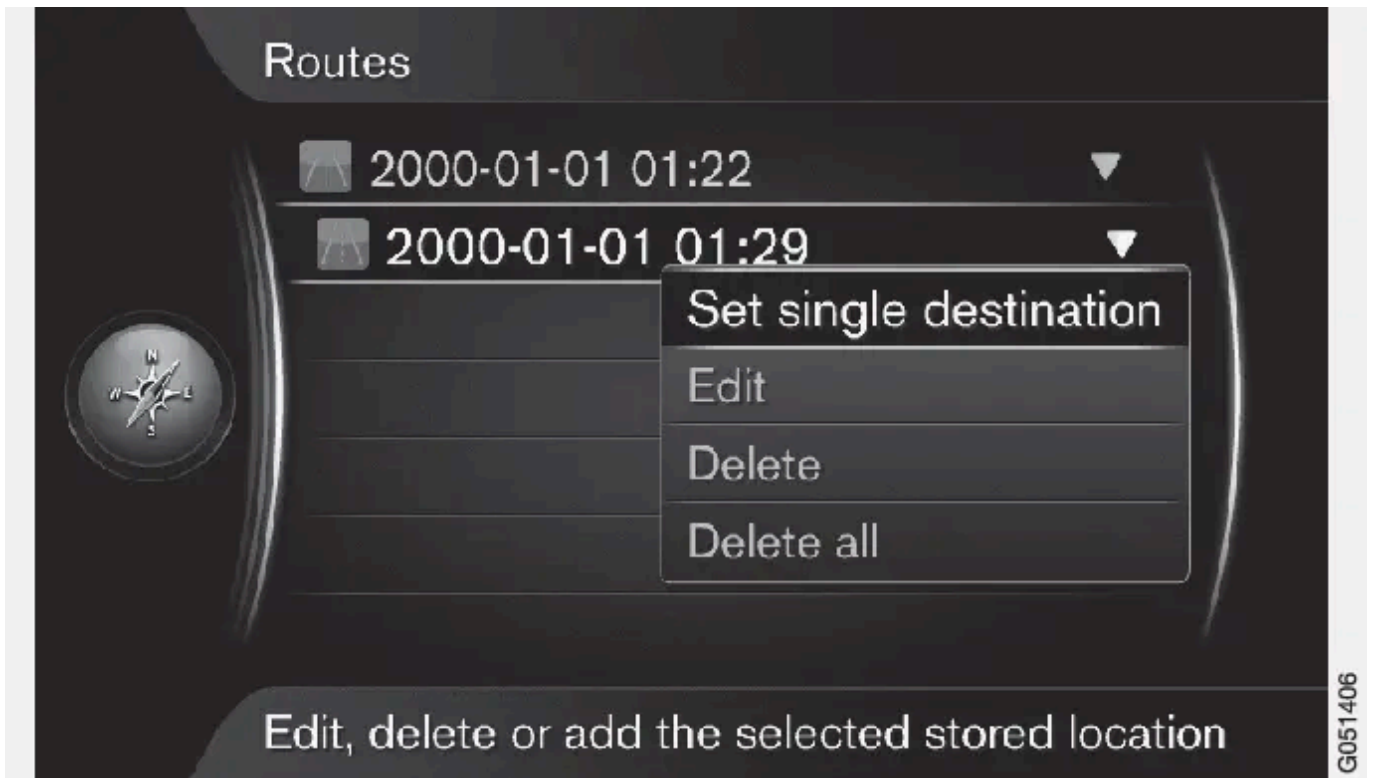 Routes
2000-01-01 01:22
2000-01-01 01:29
Set single destination
Edit
Delete
Delete all
N
W E
S
Edit, delete or add the selected stored location
G051406